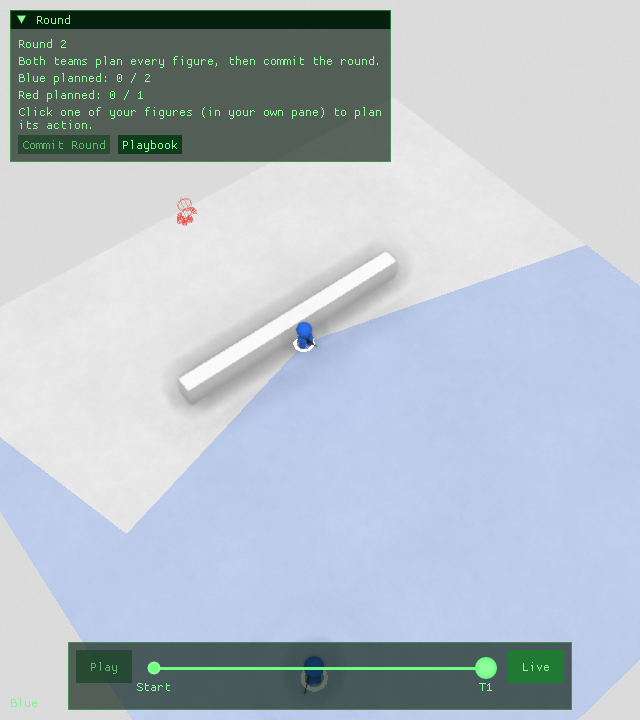 Round
Round 2
Both teams plan every figure, then commit the round.
Blue planned: 0 / 2
Red planned: 0 / 1
Click one of your figures (in your own pane) to plan
its action.
Commit Round Playbook
Play Live
Start T1
Blue